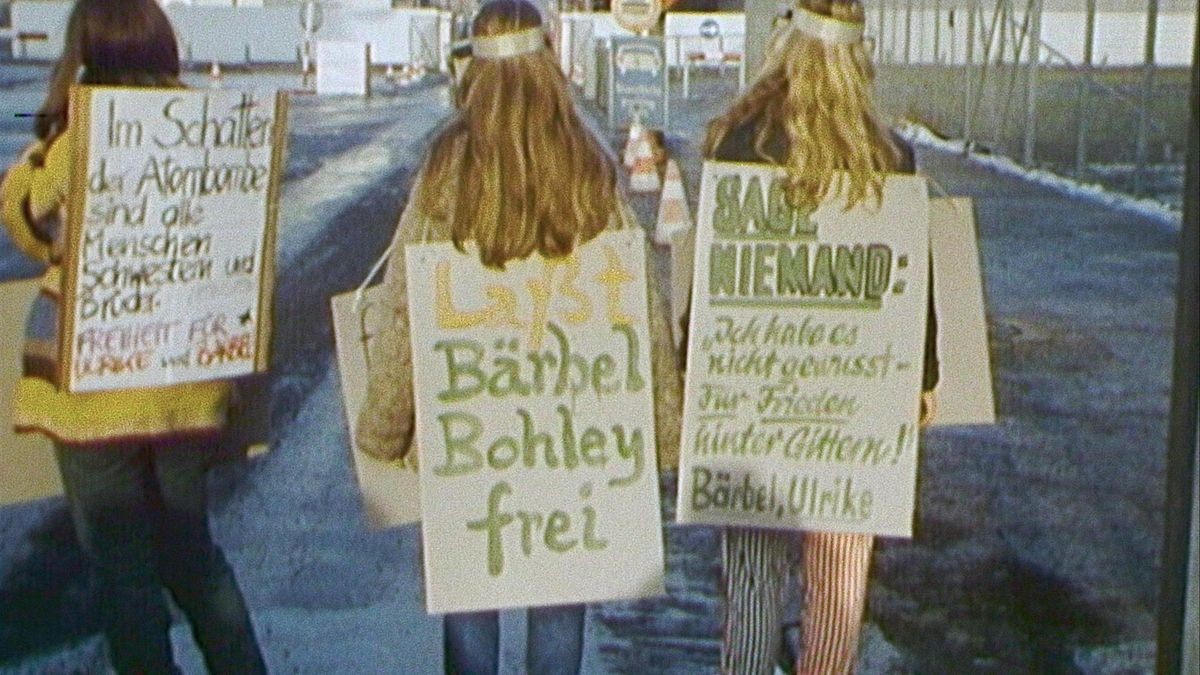 Im Schatten
der Atombombe
sind alle
Menschen
Schwestern und
Brüder.
FREIHEIT FÜR
ULRIKE und BÄRBEL
Laßt
Bärbel
Bohley
frei
SAGE
NIEMAND:
„Ich habe es
nicht gewusst -
Für Frieden
hinter Gittern!"
Bärbel, Ulrike